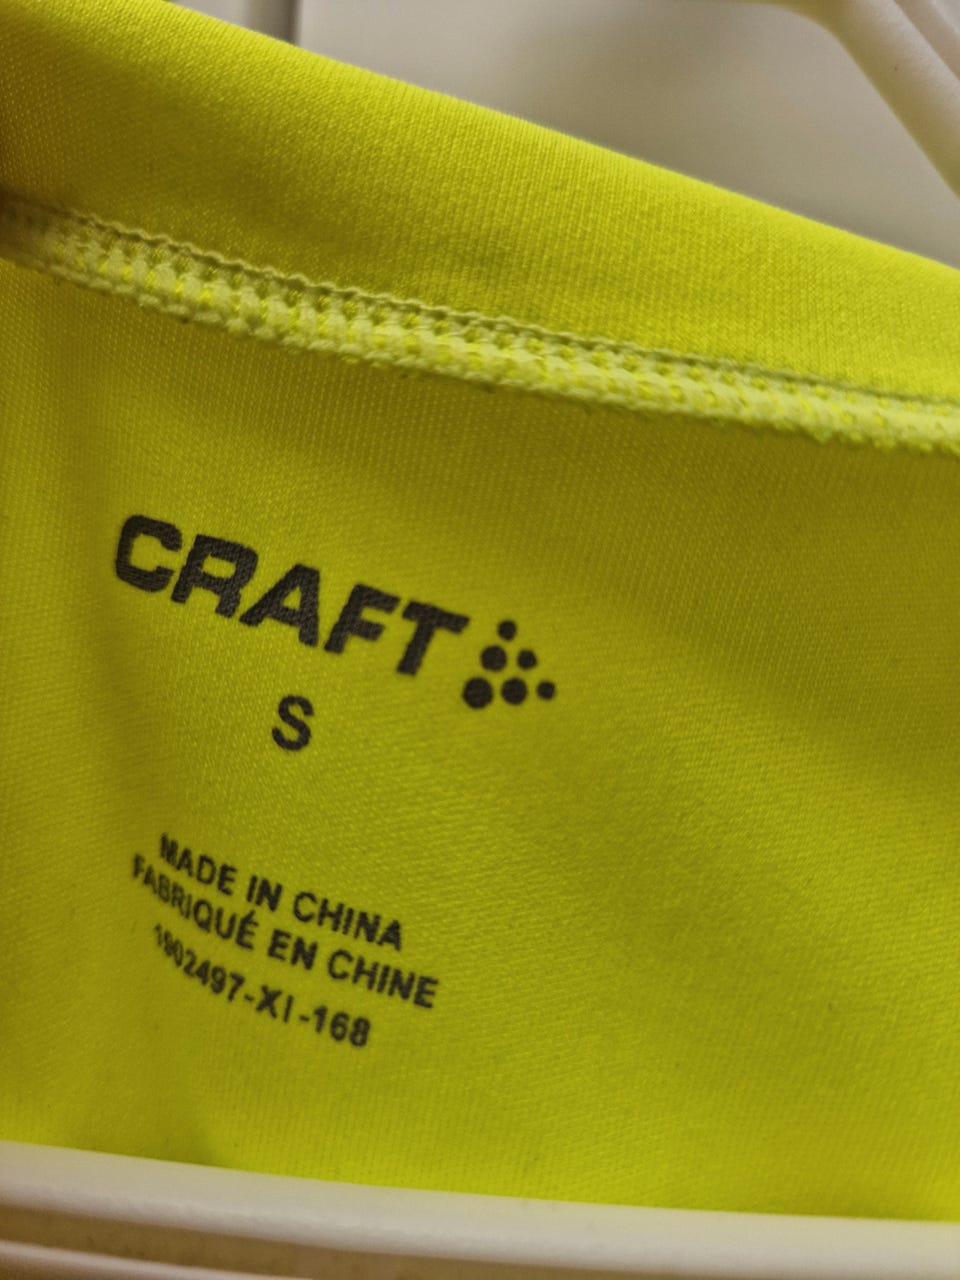 CRAFT
S
MADE IN CHINA
FABRIQUÉ EN CHINE
1902497-XI-168